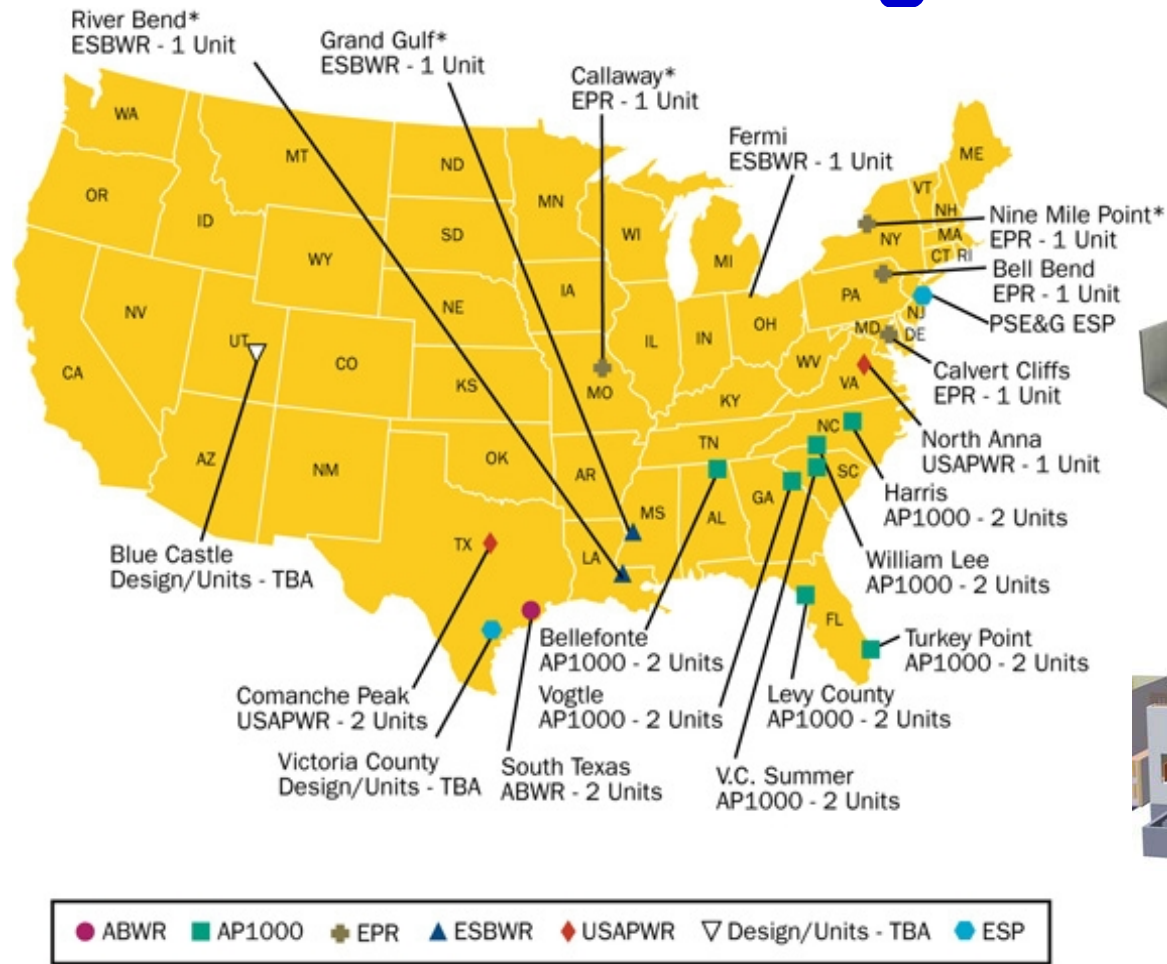 River Bend*
ESBWR - 1 Unit
Grand Gulf*
ESBWR - 1 Unit
Callaway*
EPR - 1 Unit
Fermi
ESBWR - 1 Unit
Nine Mile Point*
EPR - 1 Unit
Bell Bend
EPR - 1 Unit
PSE&G ESP
Calvert Cliffs
EPR - 1 Unit
North Anna
USAPWR - 1 Unit
Harris
AP1000 - 2 Units
William Lee
AP1000 - 2 Units
Turkey Point
AP1000 - 2 Units
Levy County
AP1000 - 2 Units
V.C. Summer
AP1000 - 2 Units
Bellefonte
AP1000 - 2 Units
Vogtle
AP1000 - 2 Units
South Texas
ABWR - 2 Units
Victoria County
Design/Units - TBA
Comanche Peak
USAPWR - 2 Units
Blue Castle
Design/Units - TBA
WA
MT
ND
MN
ME
OR
ID
WY
SD
WI
MI
VT
NH
NY
MA
CT RI
NV
UT
NE
IA
PA
NJ
CA
CO
KS
MO
IL
IN
OH
MD
DE
WV
VA
KY
AZ
NM
OK
AR
TN
NC
SC
TX
LA
MS
AL
GA
FL
ABWR AP1000 EPR ESBWR USAPWR Design/Units - TBA ESP